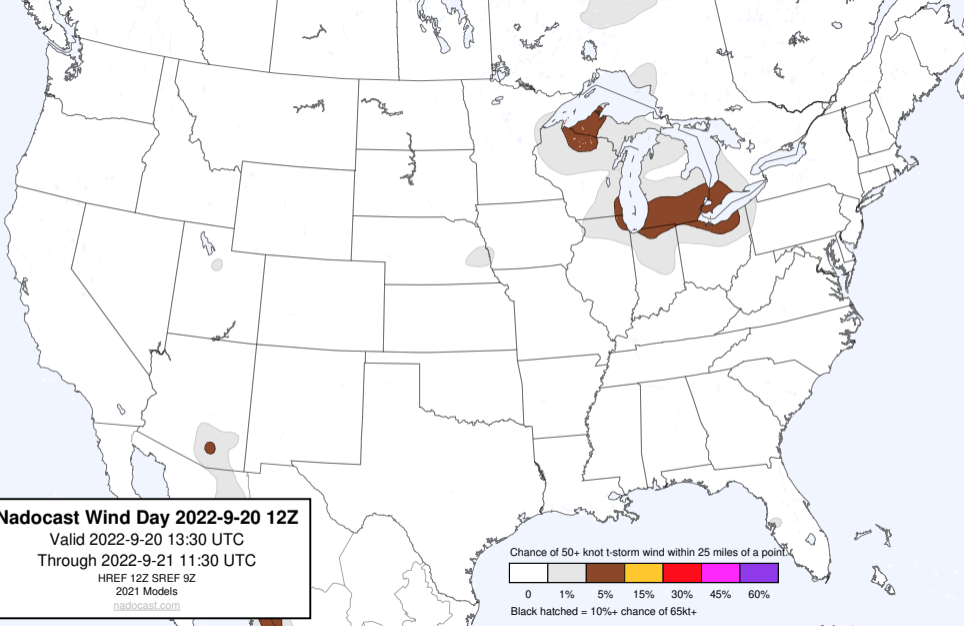 Nadocast Wind Day 2022-9-20 12Z
Valid 2022-9-20 13:30 UTC
Through 2022-9-21 11:30 UTC
HREF 12Z SREF 9Z
2021 Models
nadocast.com
Chance of 50+ knot t-storm wind within 25 miles of a point.
0 1% 5% 15% 30% 45% 60%
Black hatched = 10%+ chance of 65kt+